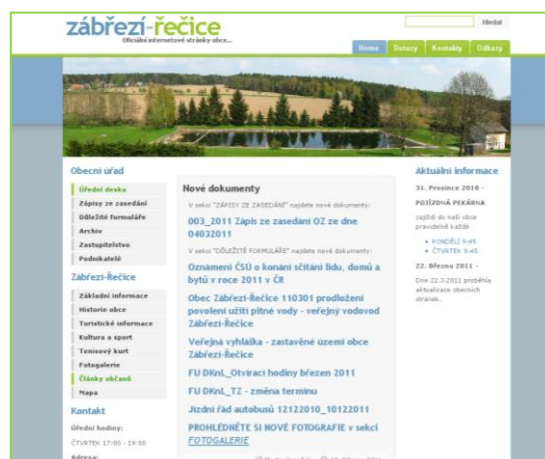 zábřezí-řečice
Oficiální internetové stránky obce...
Hledat
Home
Dotazy
Kontakty
Odkazy
Obecní úřad
Úřední deska
Zápisy ze zasedání
Důležité formuláře
Archiv
Zastupitelstvo
Podnikatelé
Zábřezí-Řečice
Základní informace
Historie obce
Turistické informace
Kultura a sport
Tenisový kurt
Fotogalerie
Články občanů
Mapa
Kontakt
Úřední hodiny:
ČTVRTEK 17:00 - 19:00
Adresa:
Nové dokumenty
V sekci "ZÁPISY ZE ZASEDÁNÍ" najdete nové dokumenty:
003_2011 Zápis ze zasedání OZ ze dne
04032011
V sekci "DŮLEŽITÉ FORMULÁŘE" najdete nové dokumenty:
Oznámení ČSÚ o konání sčítání lidu, domů a
bytů v roce 2011 v ČR
Obec Zábřezí-Řečice 110301 prodložení
povolení užití pitné vody - veřejný vodovod
Zábřezí-Řečice
Veřejná vyhláška - zastavěné území obce
Zábřezí-Řečice
FU DKnL_Otvíraci hodiny březen 2011
FU DKnL_TZ - změna terminu
Jizdní řád autobusů 12122010_10122011
PROHLÉDNĚTE SI NOVÉ FOTOGRAFIE v sekci
FOTOGALERIE
Aktuální informace
31. Prosince 2010 -
POJÍZDNÁ PEKÁRNA
zajíždí do naší obce
pravidelně každé
PONDĚLÍ 9:45
ČTVRTEK 9:45
22. Března 2011 -
Dne 22.3.2011 proběhla
aktualizace obecních
stránek.